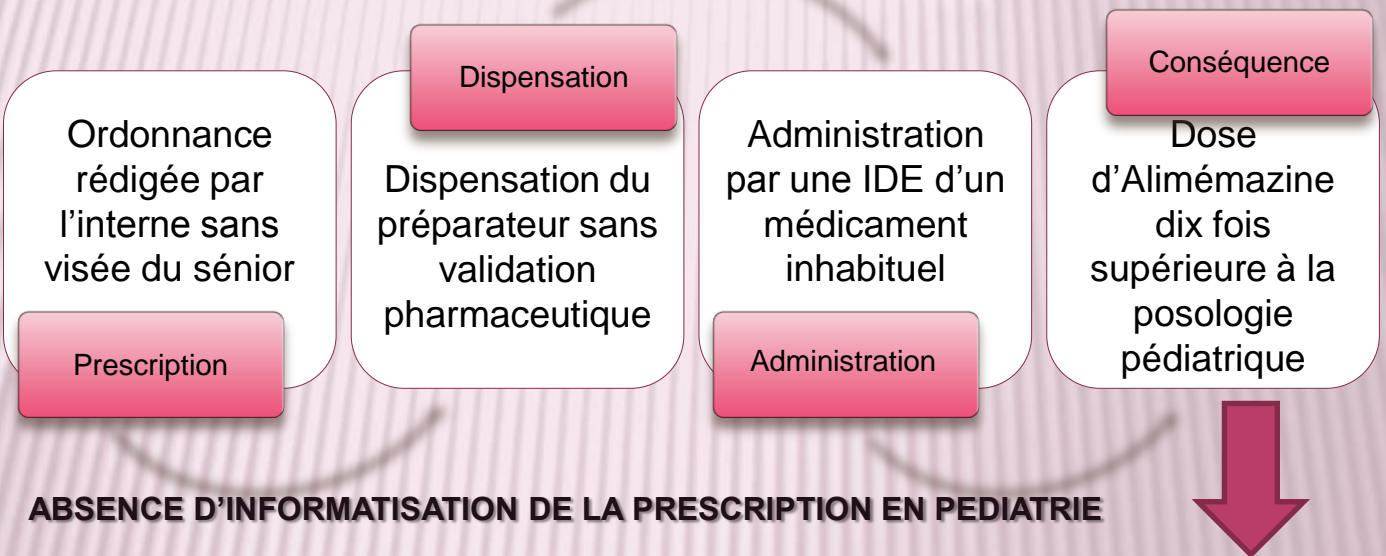 Ordonnance
rédigée par
l’interne sans
visée du sénior
Prescription
Dispensation
Dispensation du
préparateur sans
validation
pharmaceutique
Administration
par une IDE d’un
médicament
inhabituel
Administration
Conséquence
Dose
d’Alimémazine
dix fois
supérieure à la
posologie
pédiatrique
ABSENCE D’INFORMATISATION DE LA PRESCRIPTION EN PEDIATRIE